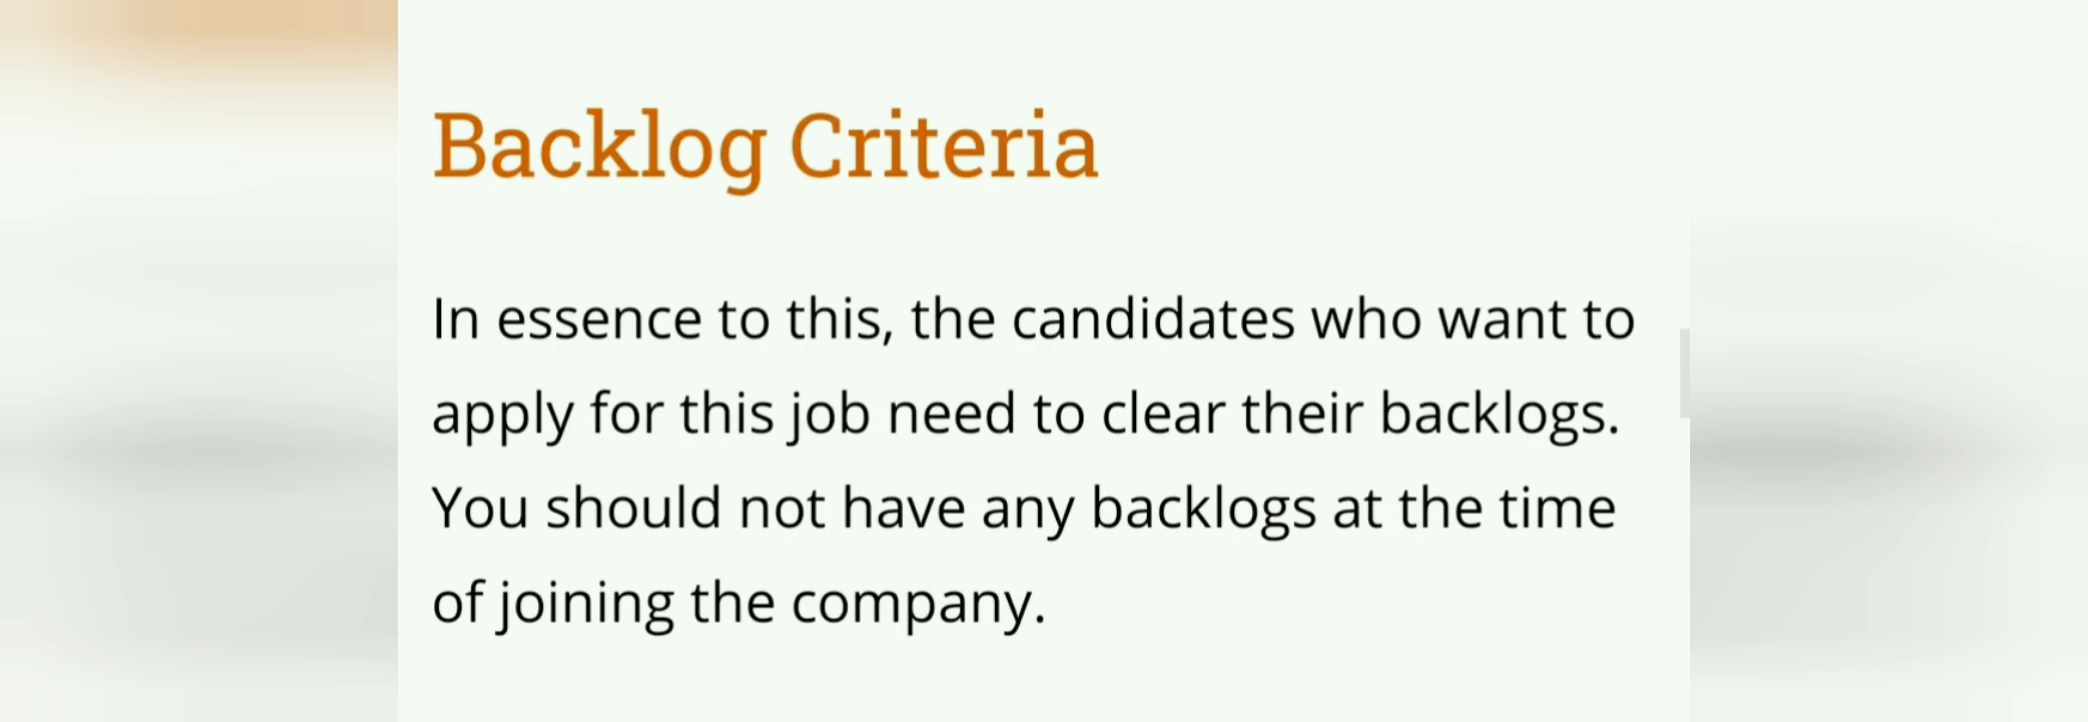 Backlog Criteria
In essence to this, the candidates who want to
apply for this job need to clear their backlogs.
You should not have any backlogs at the time
of joining the company.